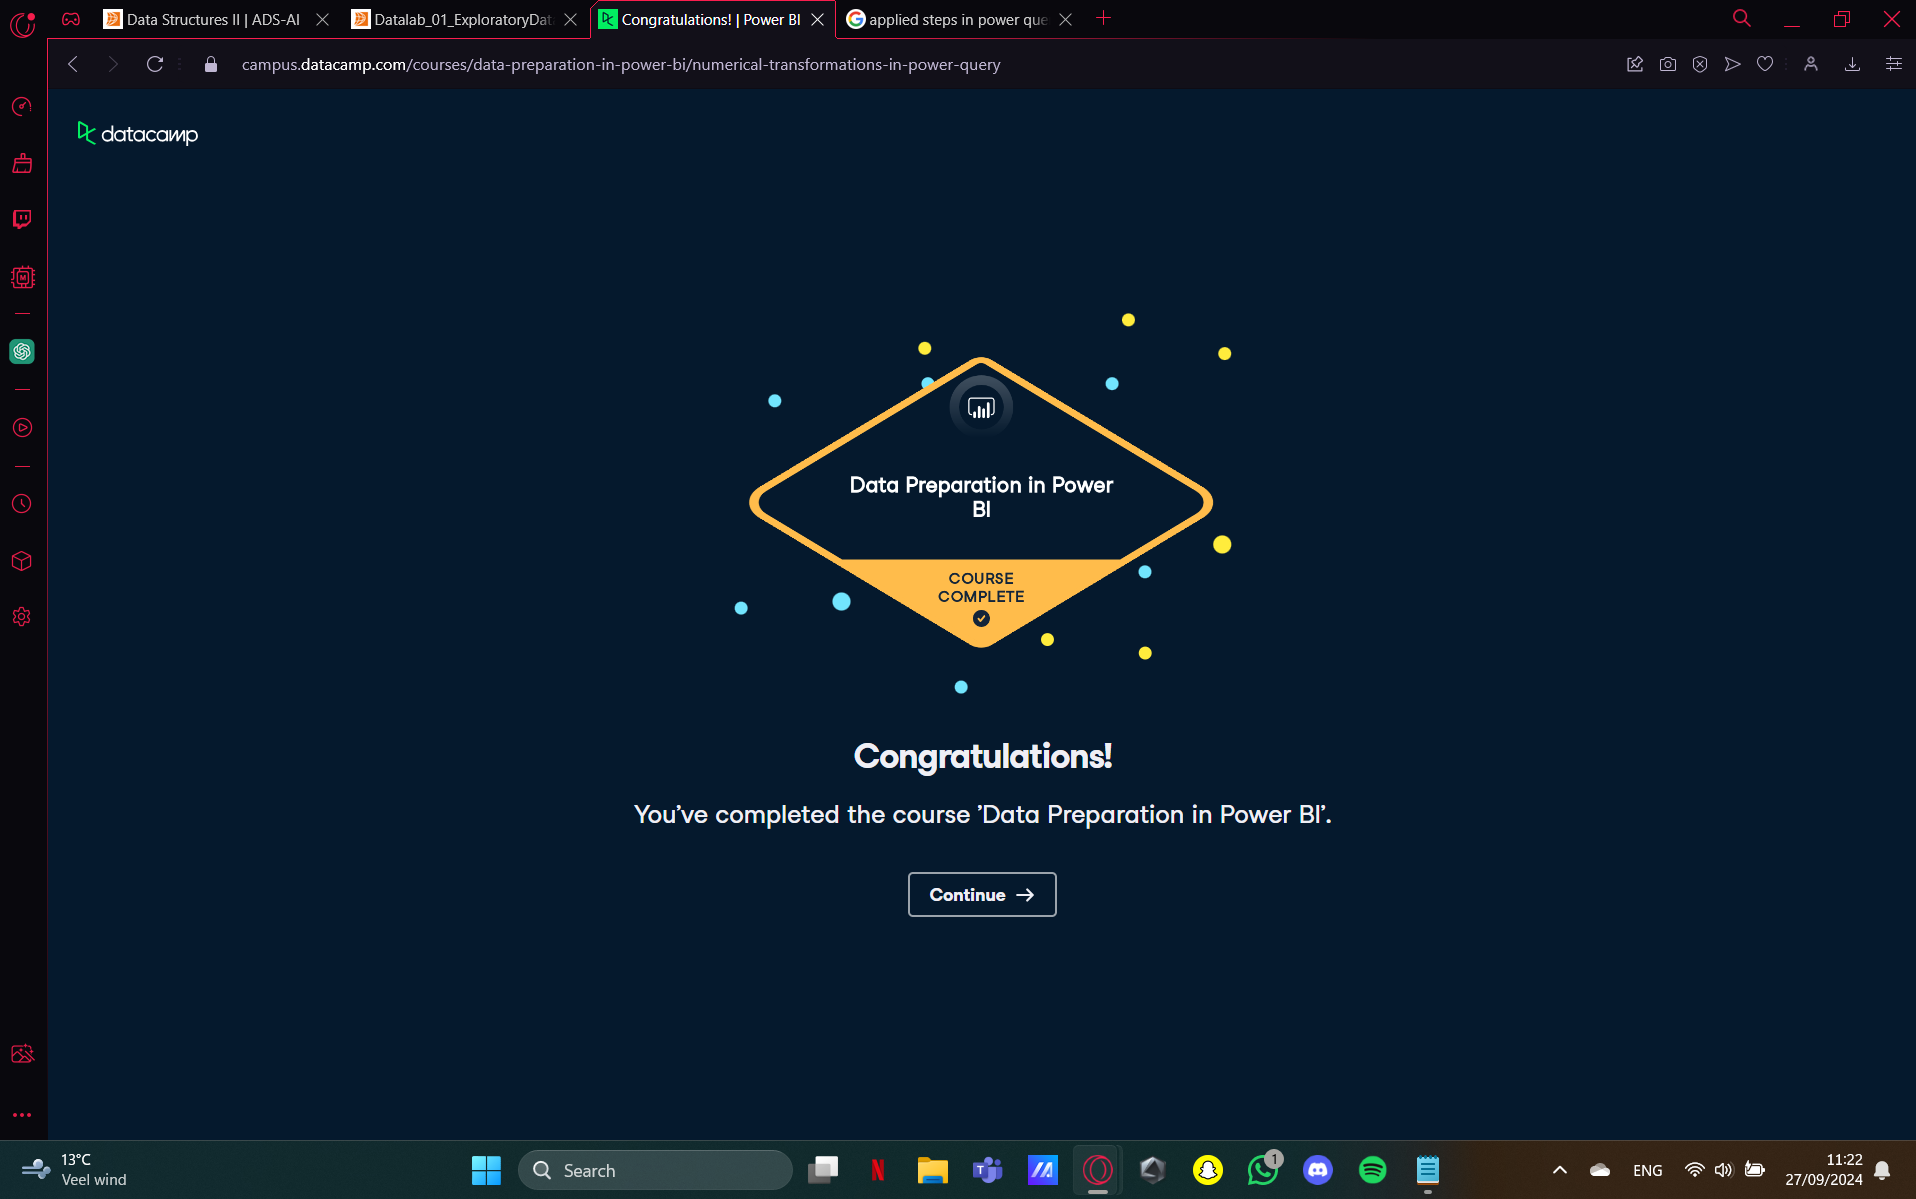 Data Structures II | ADS-AI
Datalab_01_ExploratoryDat
Congratulations! | Power BI
applied steps in power que
campus.datacamp.com/courses/data-preparation-in-power-bi/numerical-transformations-in-power-query
datacamp
Data Preparation in Power
BI
COURSE
COMPLETE
Congratulations!
You’ve completed the course ’Data Preparation in Power BI’.
Continue →
13°C
Veel wind
Search
1
ENG
11:22
27/09/2024